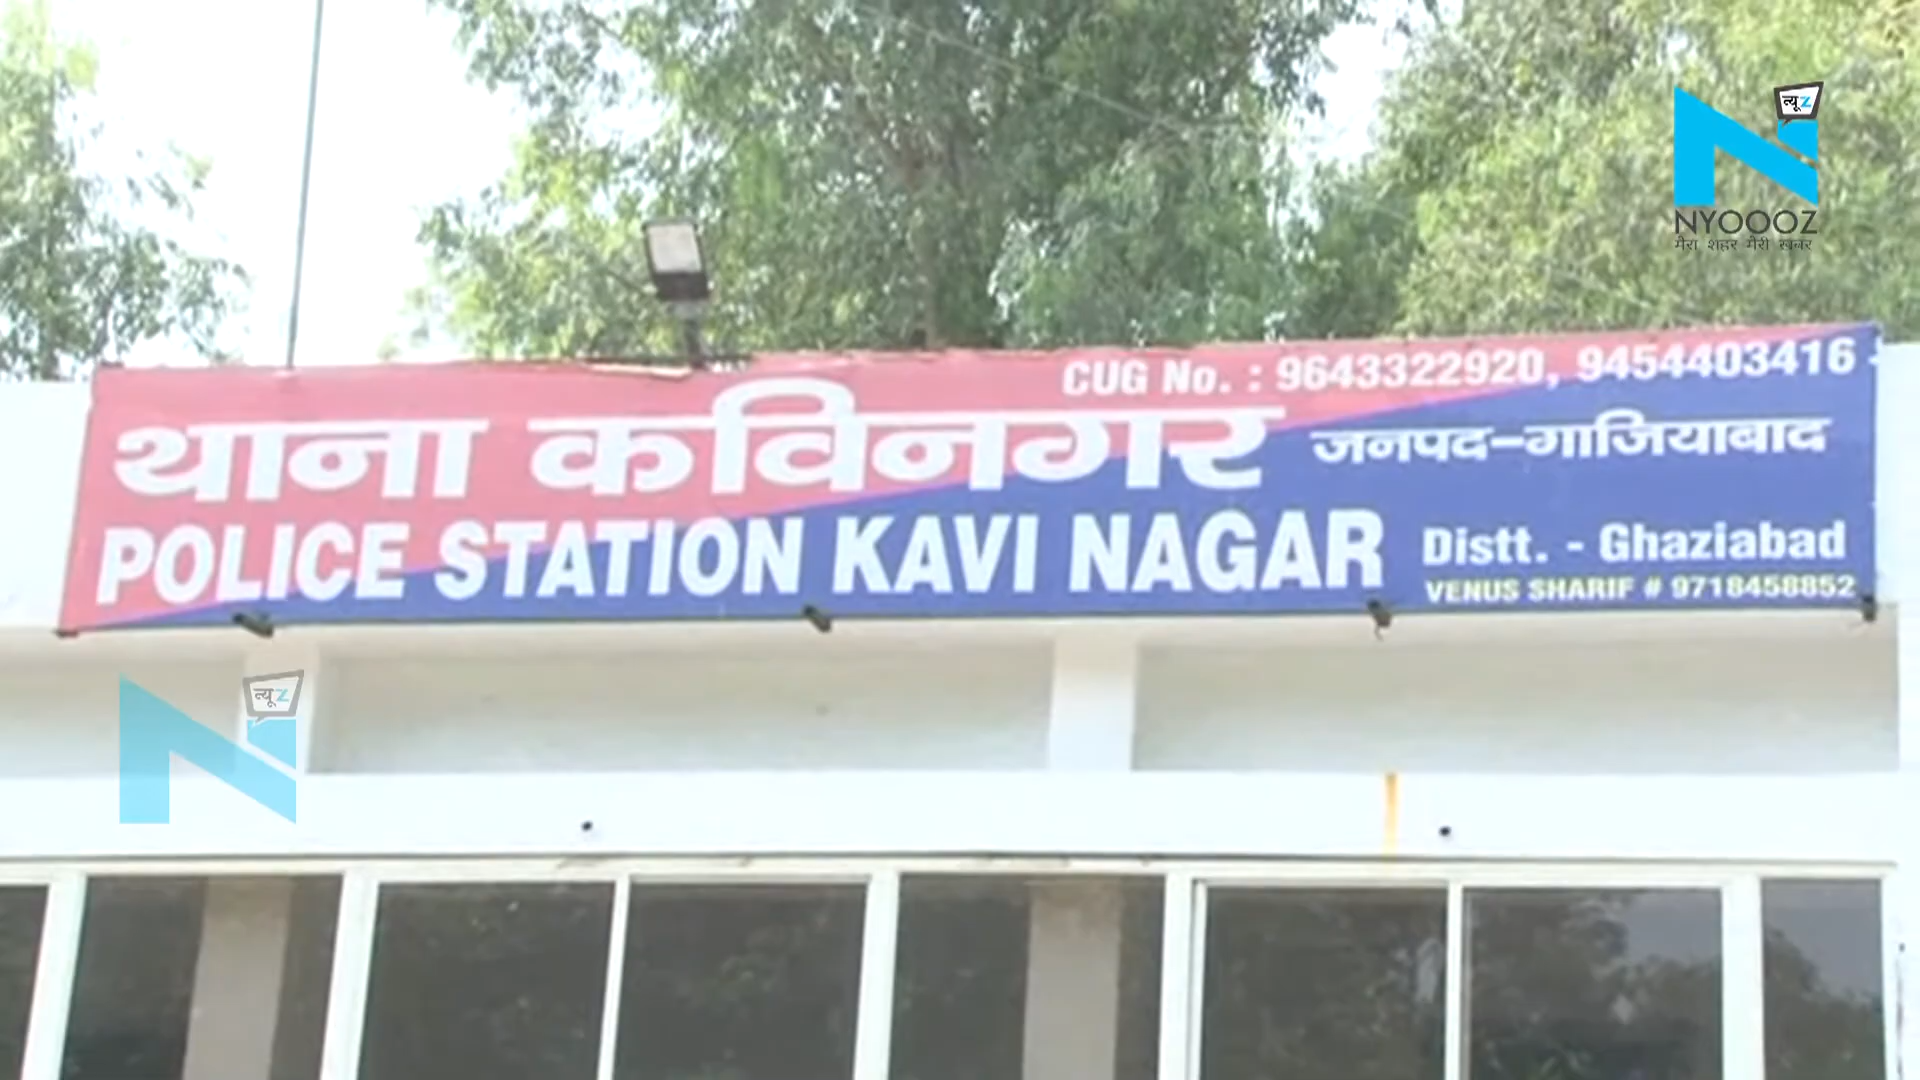 न्यूZ
NYOOOZ
मेरा शहर मेरी खबर
CUG No. : 9643322920, 9454403416
थाना कविनगर जनपद-गाजियाबाद
POLICE STATION KAVI NAGAR Distt. - Ghaziabad
VENUS SHARIF # 9718458852
न्यूZ